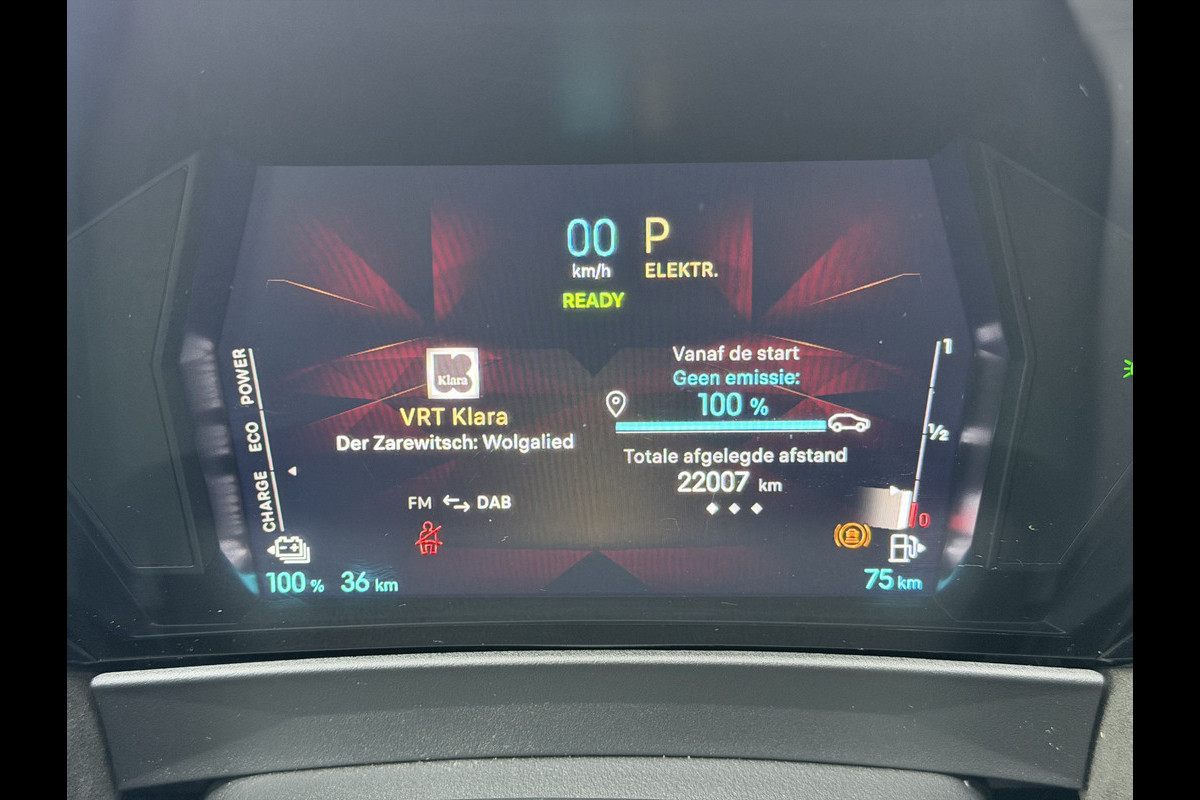 00 P
km/h ELEKTR.
READY
POWER
ECO
CHARGE
Klara
VRT Klara
Der Zarewitsch: Wolgalied
FM DAB
Vanaf de start
Geen emissie:
100 %
Totale afgelegde afstand
22007 km
1
1/2
0
100 % 36 km
75 km